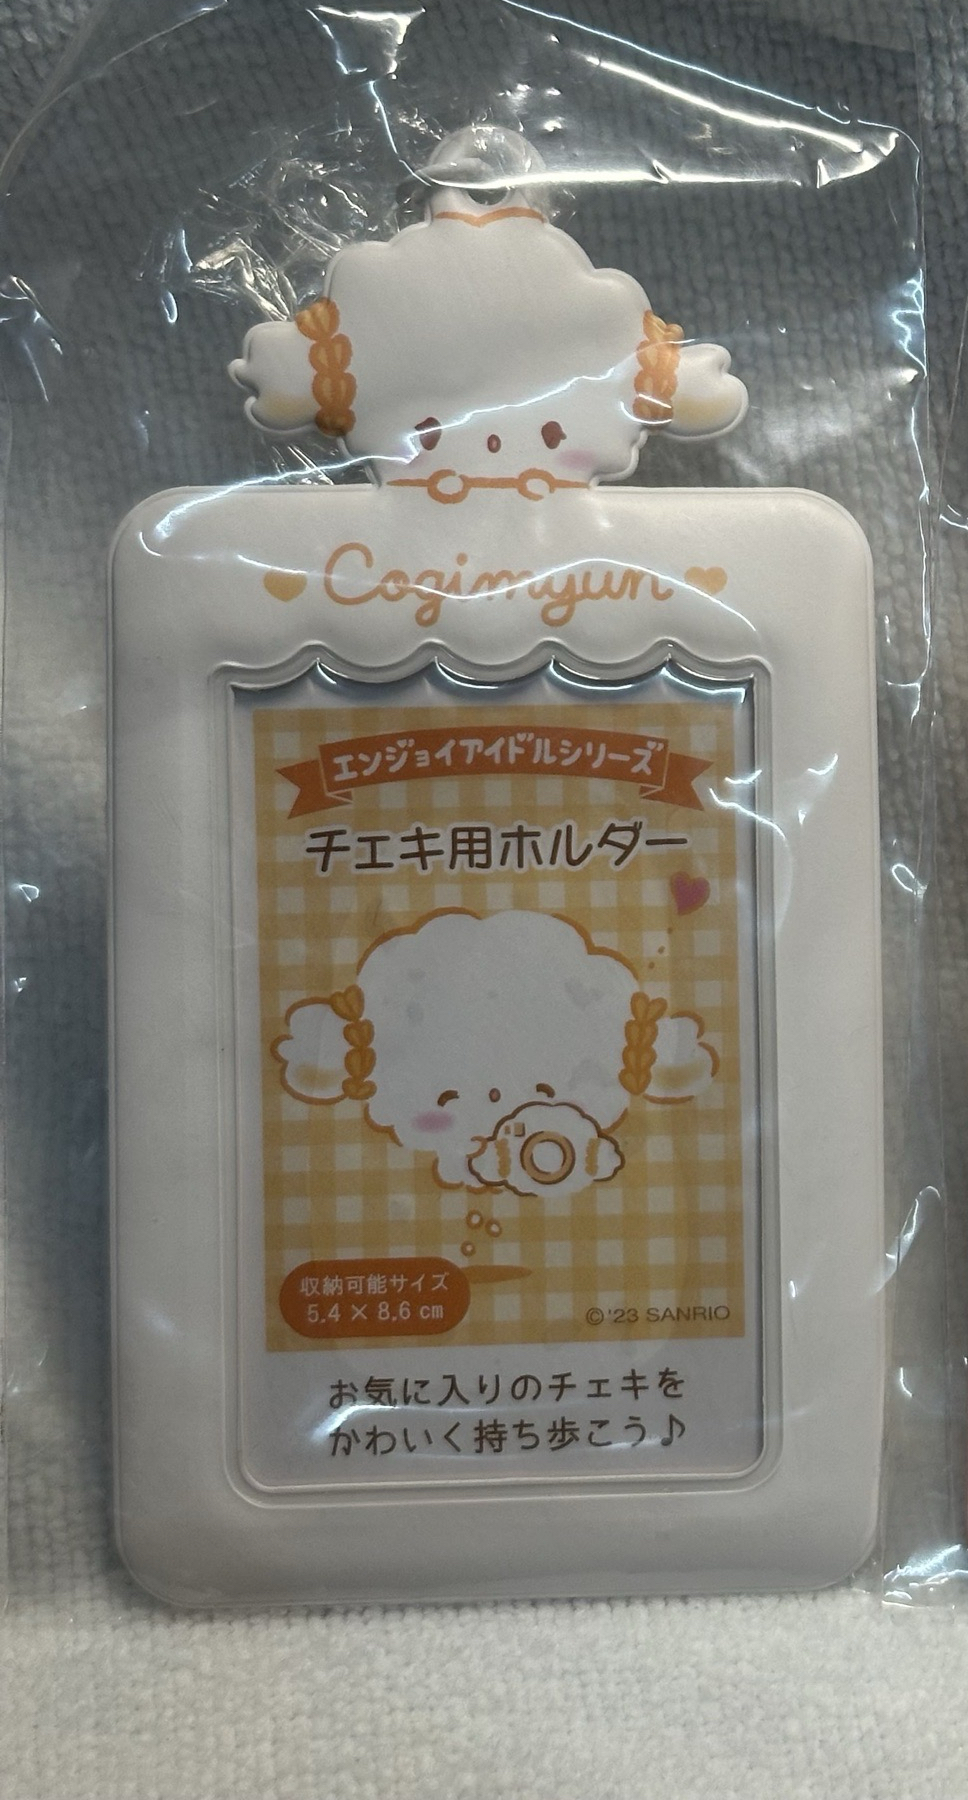 Cogimyun
エンジョイアイドルシリーズ
チェキ用ホルダー
収納可能サイズ
5.4 × 8.6 cm
©'23 SANRIO
お気に入りのチェキを
かわいく持ち歩こう♪